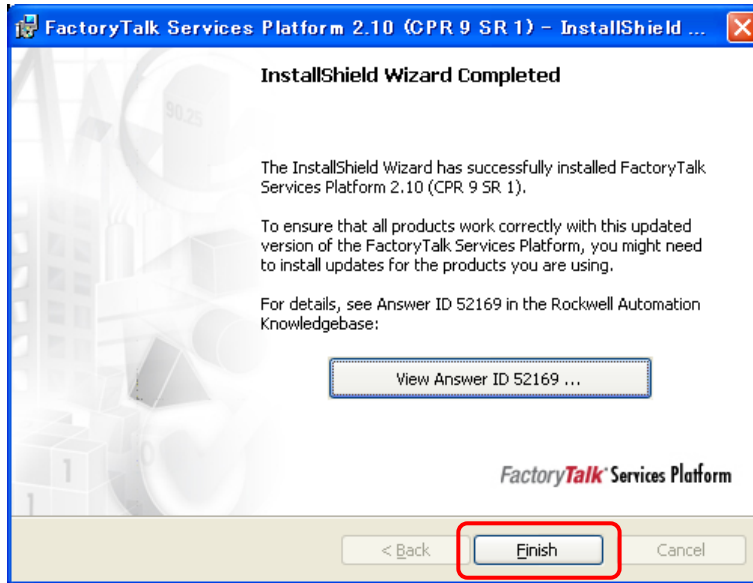 FactoryTalk Services Platform 2.10 (CPR 9 SR 1) - InstallShield ...
InstallShield Wizard Completed
90.25
The InstallShield Wizard has successfully installed FactoryTalk
Services Platform 2.10 (CPR 9 SR 1).
To ensure that all products work correctly with this updated
version of the FactoryTalk Services Platform, you might need
to install updates for the products you are using.
For details, see Answer ID 52169 in the Rockwell Automation
Knowledgebase:
View Answer ID 52169 ...
FactoryTalk Services Platform
1
1
< Back Finish Cancel